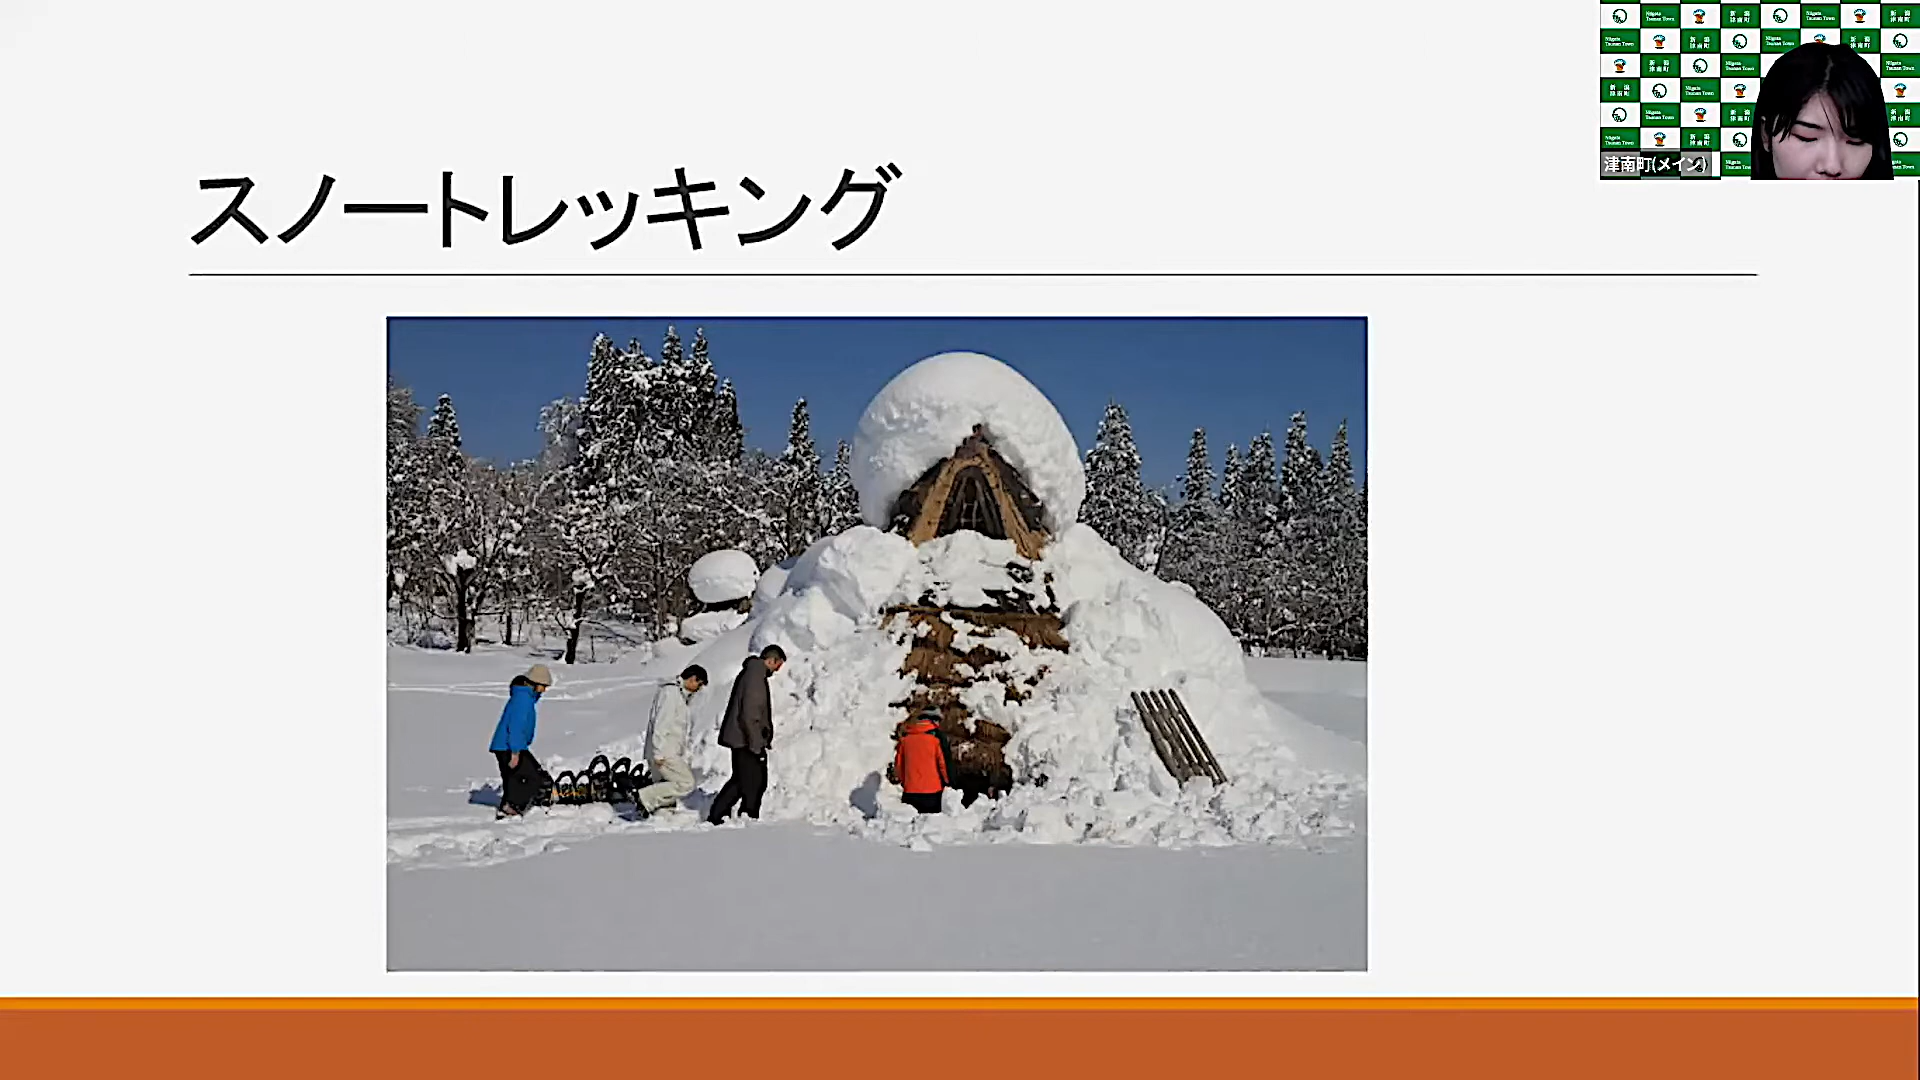 スノートレッキング
津南町(メイン)
Niigata
Tsunan Town
新潟
津南町